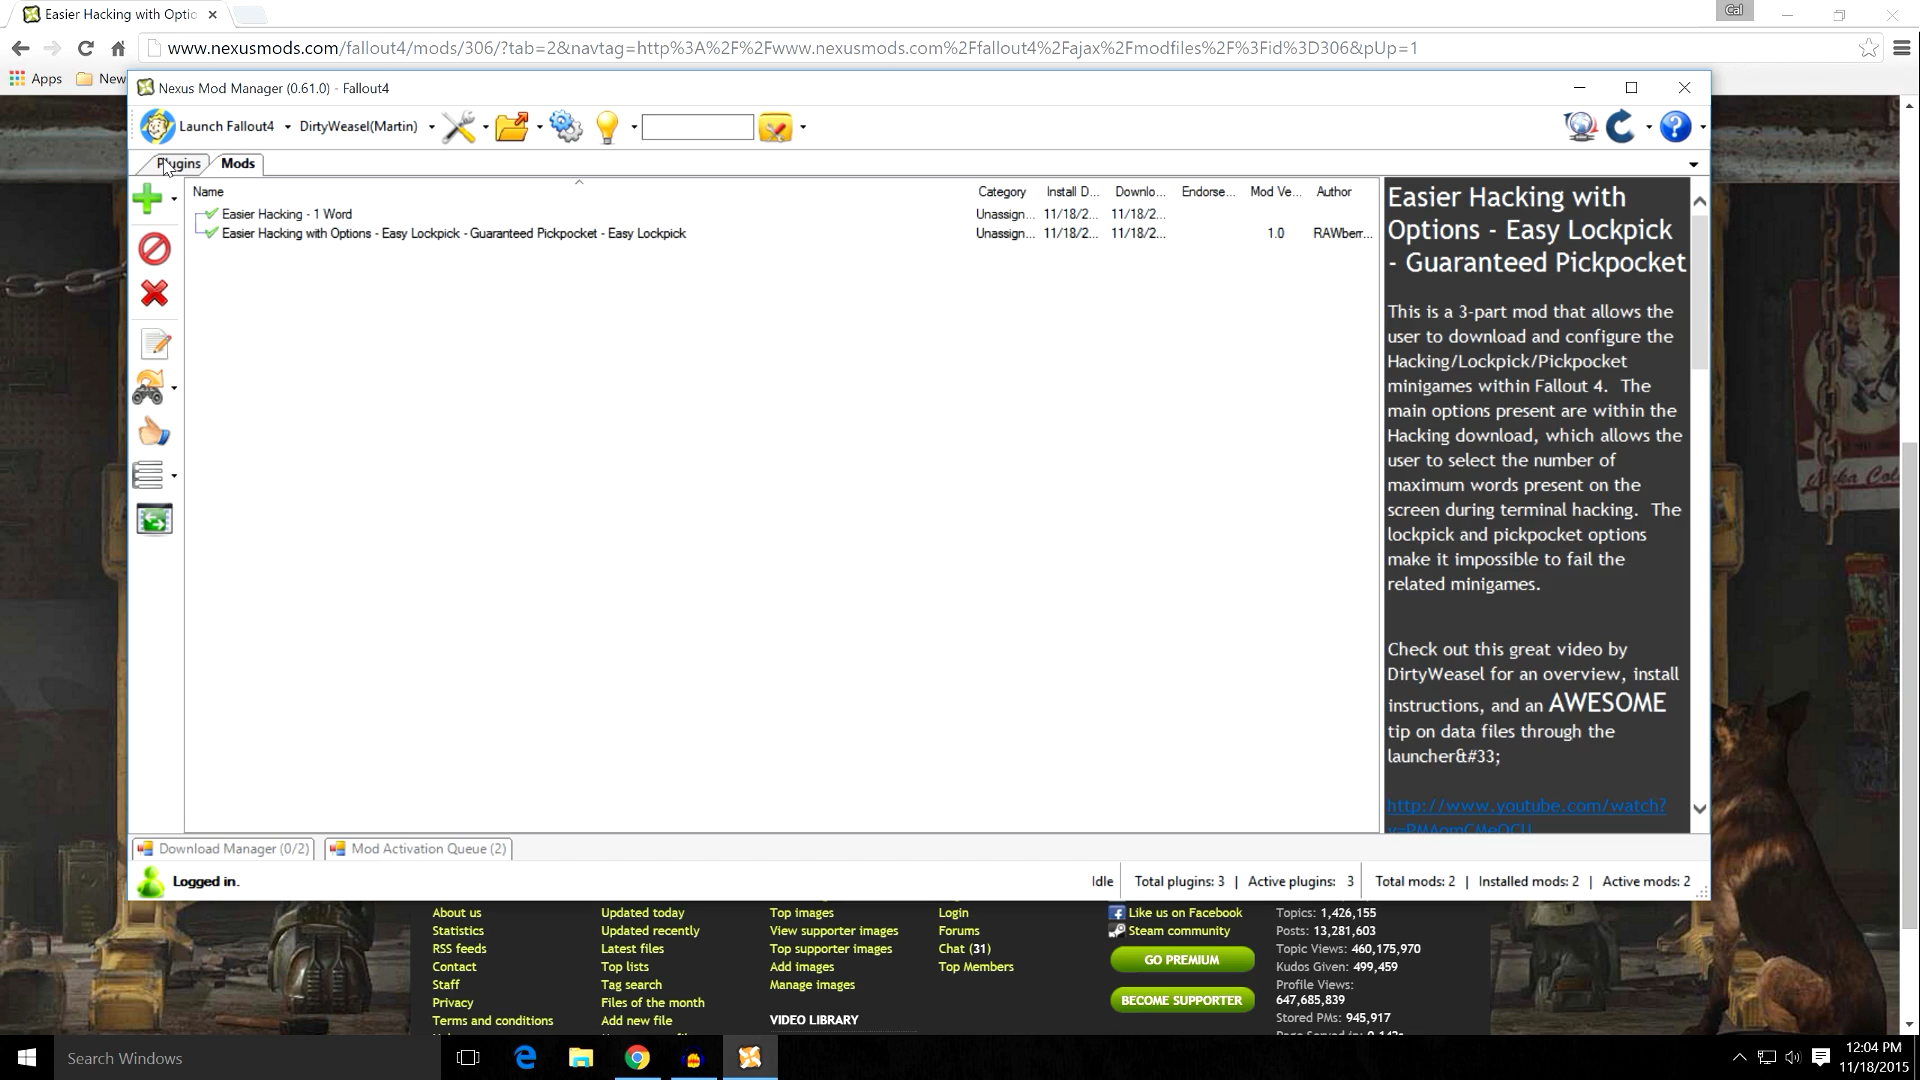 Easier Hacking with Optio
Cal
www.nexusmods.com/fallout4/mods/306/?tab=2&navtag=http%3A%2F%2Fwww.nexusmods.com%2Ffallout4%2Fajax%2Fmodfiles%2F%3Fid%3D306&pUp=1
Apps
New
Nexus Mod Manager (0.61.0) - Fallout4
Launch Fallout4
DirtyWeasel(Martin)
Plugins
Mods
Name
Category
Install D...
Downlo...
Endorse...
Mod Ve...
Author
Easier Hacking - 1 Word
Unassign...
11/18/2...
11/18/2...
Easier Hacking with Options - Easy Lockpick - Guaranteed Pickpocket - Easy Lockpick
Unassign...
11/18/2...
11/18/2...
1.0
RAWberr...
Easier Hacking with
Options - Easy Lockpick
- Guaranteed Pickpocket
This is a 3-part mod that allows the
user to download and configure the
Hacking/Lockpick/Pickpocket
minigames within Fallout 4. The
main options present are within the
Hacking download, which allows the
user to select the number of
maximum words present on the
screen during terminal hacking. The
lockpick and pickpocket options
make it impossible to fail the
related minigames.
Check out this great video by
DirtyWeasel for an overview, install
instructions, and an AWESOME
tip on data files through the
launcher&#33;
http://www.youtube.com/watch?
Download Manager (0/2)
Mod Activation Queue (2)
Logged in.
Idle
Total plugins: 3 | Active plugins: 3
Total mods: 2 | Installed mods: 2 | Active mods: 2
About us
Statistics
RSS feeds
Contact
Staff
Privacy
Terms and conditions
Updated today
Updated recently
Latest files
Top lists
Tag search
Files of the month
Add new file
Top images
View supporter images
Top supporter images
Add images
Manage images
VIDEO LIBRARY
Login
Forums
Chat (31)
Top Members
Like us on Facebook
Steam community
GO PREMIUM
BECOME SUPPORTER
Topics: 1,426,155
Posts: 13,281,603
Topic Views: 460,175,970
Kudos Given: 499,459
Profile Views:
647,685,839
Stored PMs: 945,917
Search Windows
12:04 PM
11/18/2015